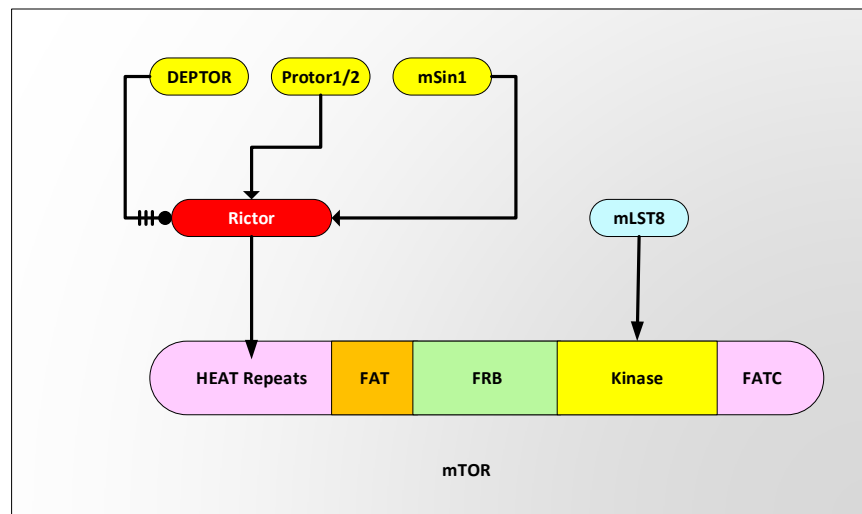 DEPTOR
Protor1/2
mSin1
Rictor
mLST8
HEAT Repeats
FAT
FRB
Kinase
FATC
mTOR